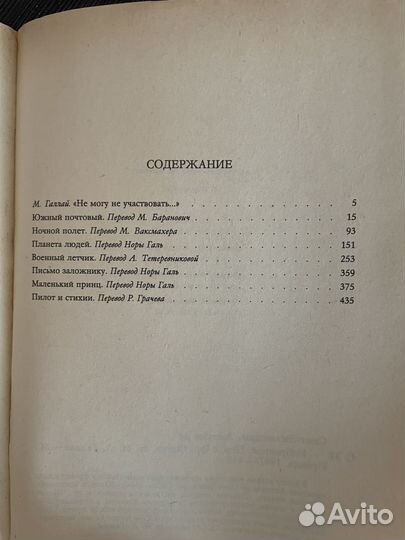 СОДЕРЖАНИЕ
М. Галлай. «Не могу не участвовать...» 5
Южный почтовый. Перевод М. Баранович . . . . . . . . . . 15
Ночной полет. Перевод М. Ваксмахера . . . . . . . . . . 93
Планета людей. Перевод Норы Галь . . . . . . . . . . 151
Военный летчик. Перевод А. Тетеревниковой . . . . . . . . 253
Письмо заложнику. Перевод Норы Галь . . . . . . . . . . 359
Маленький принц. Перевод Норы Галь . . . . . . . . . . 375
Пилот и стихии. Перевод Р. Грачева . . . . . . . . . . 435
Avito